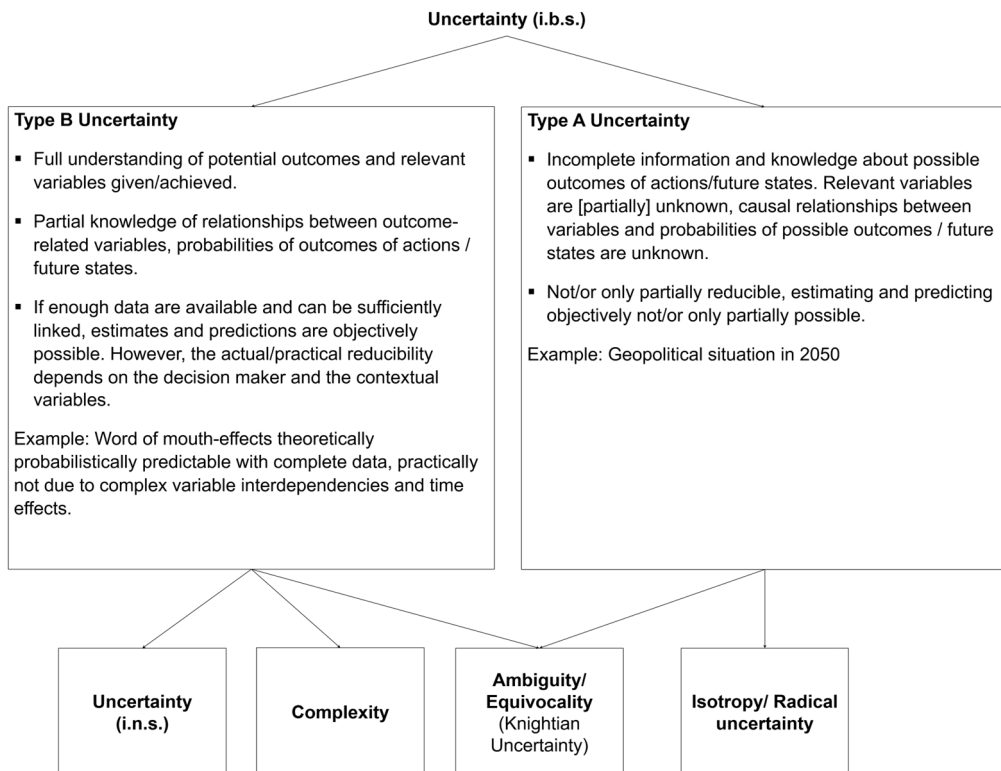 Uncertainty (i.b.s.)
Type B Uncertainty
▪ Full understanding of potential outcomes and relevant
variables given/achieved.
▪ Partial knowledge of relationships between outcome-
related variables, probabilities of outcomes of actions /
future states.
▪ If enough data are available and can be sufficiently
linked, estimates and predictions are objectively
possible. However, the actual/practical reducibility
depends on the decision maker and the contextual
variables.
Example: Word of mouth-effects theoretically
probabilistically predictable with complete data, practically
not due to complex variable interdependencies and time
effects.
Type A Uncertainty
▪ Incomplete information and knowledge about possible
outcomes of actions/future states. Relevant variables
are [partially] unknown, causal relationships between
variables and probabilities of possible outcomes / future
states are unknown.
▪ Not/or only partially reducible, estimating and predicting
objectively not/or only partially possible.
Example: Geopolitical situation in 2050
Uncertainty
(i.n.s.)
Complexity
Ambiguity/
Equivocality
(Knightian
Uncertainty)
Isotropy/ Radical
uncertainty